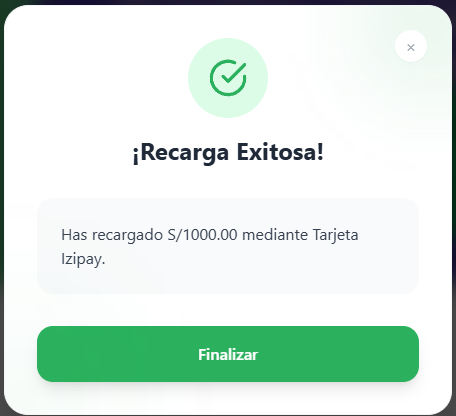 ×
¡Recarga Exitosa!
Has recargado S/1000.00 mediante Tarjeta
Izipay.
Finalizar